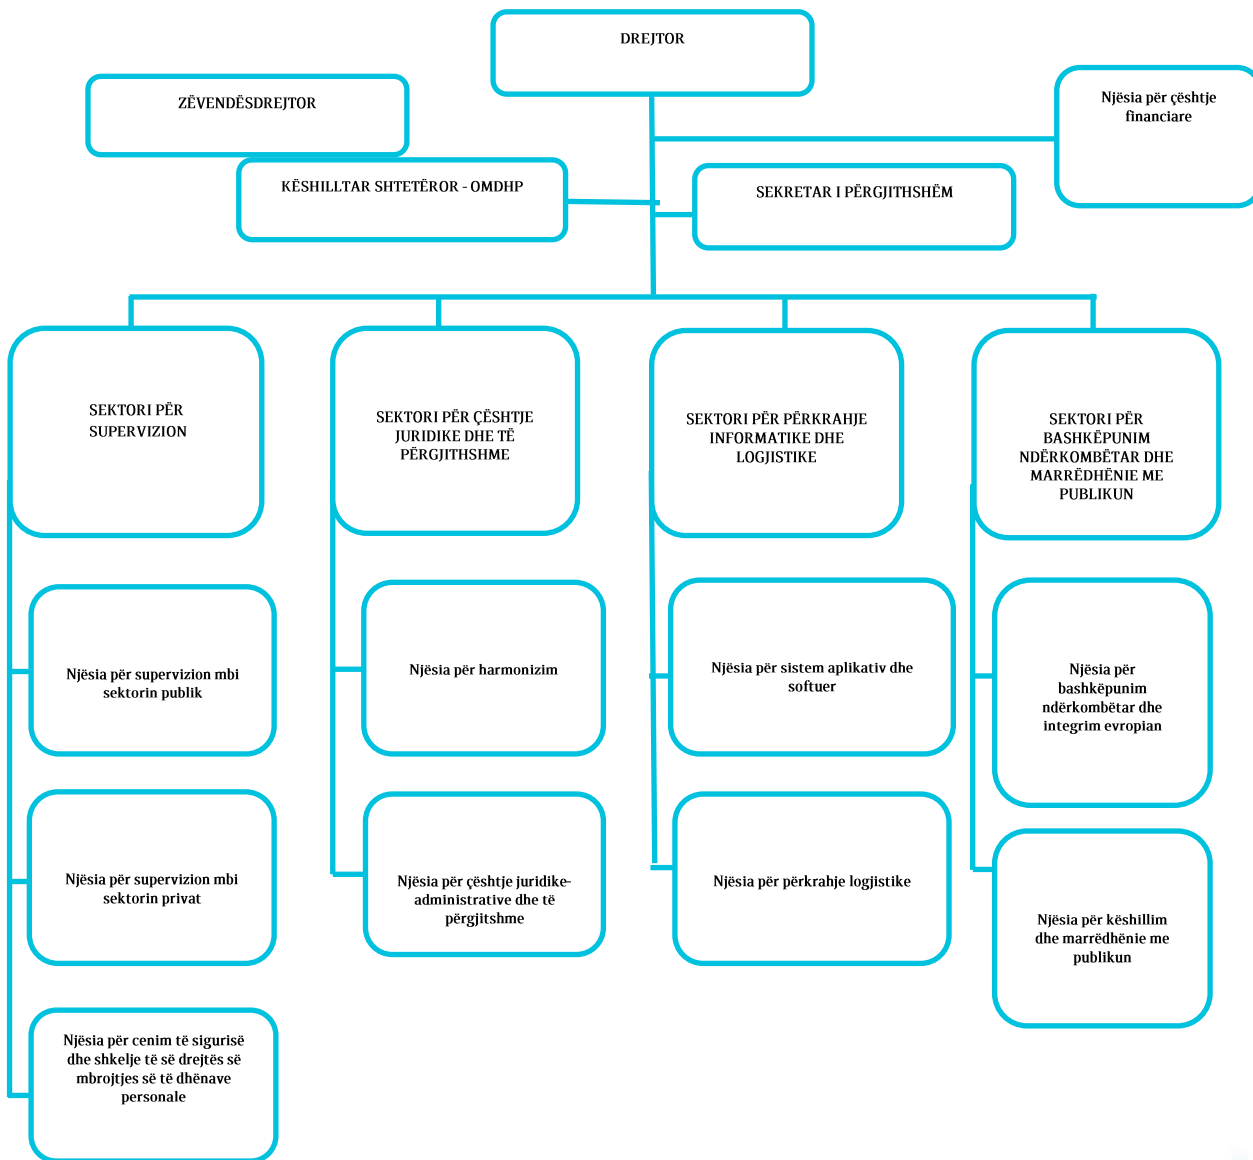 DREJTOR
ZËVENDËSDREJTOR
Njësia për çështje
financiare
KËSHILLTAR SHTETËROR - OMDHP
SEKRETAR I PËRGJITHSHËM
SEKTORI PËR
SUPERVIZION
SEKTORI PËR ÇËSHTJE
JURIDIKE DHE TË
PËRGJITHSHME
SEKTORI PËR PËRKRAHJE
INFORMATIKE DHE
LOGJISTIKE
SEKTORI PËR
BASHKËPUNIM
NDËRKOMBËTAR DHE
MARRËDHËNIE ME
PUBLIKUN
Njësia për supervizion mbi
sektorin publik
Njësia për harmonizim
Njësia për sistem aplikativ dhe
softuer
Njësia për
bashkëpunim
ndërkombëtar dhe
integrim evropian
Njësia për supervizion mbi
sektorin privat
Njësia për çështje juridike-
administrative dhe të
përgjitshme
Njësia për përkrahje logjistike
Njësia për këshillim
dhe marrëdhënie me
publikun
Njësia për cenim të sigurisë
dhe shkelje të së drejtës së
mbrojtjes së të dhënave
personale